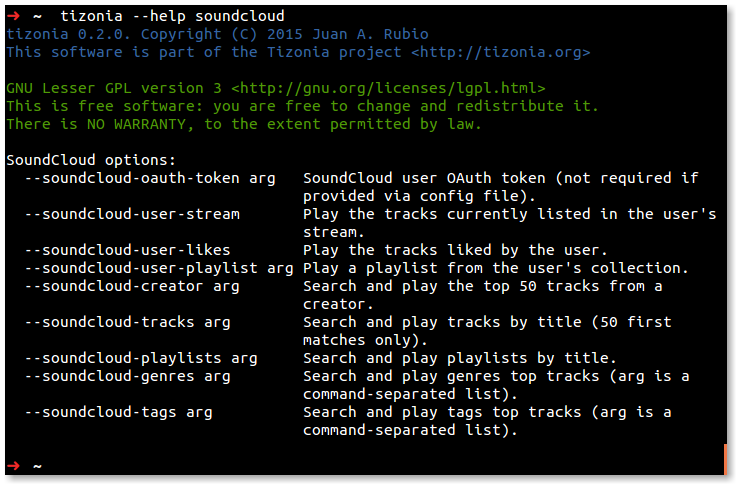 ➜  ~  tizonia --help soundcloud
tizonia 0.2.0. Copyright (C) 2015 Juan A. Rubio
This software is part of the Tizonia project <http://tizonia.org>

GNU Lesser GPL version 3 <http://gnu.org/licenses/lgpl.html>
This is free software: you are free to change and redistribute it.
There is NO WARRANTY, to the extent permitted by law.

SoundCloud options:
  --soundcloud-oauth-token arg   SoundCloud user OAuth token (not required if
                                 provided via config file).
  --soundcloud-user-stream       Play the tracks currently listed in the user's
                                 stream.
  --soundcloud-user-likes        Play the tracks liked by the user.
  --soundcloud-user-playlist arg Play a playlist from the user's collection.
  --soundcloud-creator arg       Search and play the top 50 tracks from a
                                 creator.
  --soundcloud-tracks arg        Search and play tracks by title (50 first
                                 matches only).
  --soundcloud-playlists arg     Search and play playlists by title.
  --soundcloud-genres arg        Search and play genres top tracks (arg is a
                                 command-separated list).
  --soundcloud-tags arg          Search and play tags top tracks (arg is a
                                 command-separated list).

➜  ~